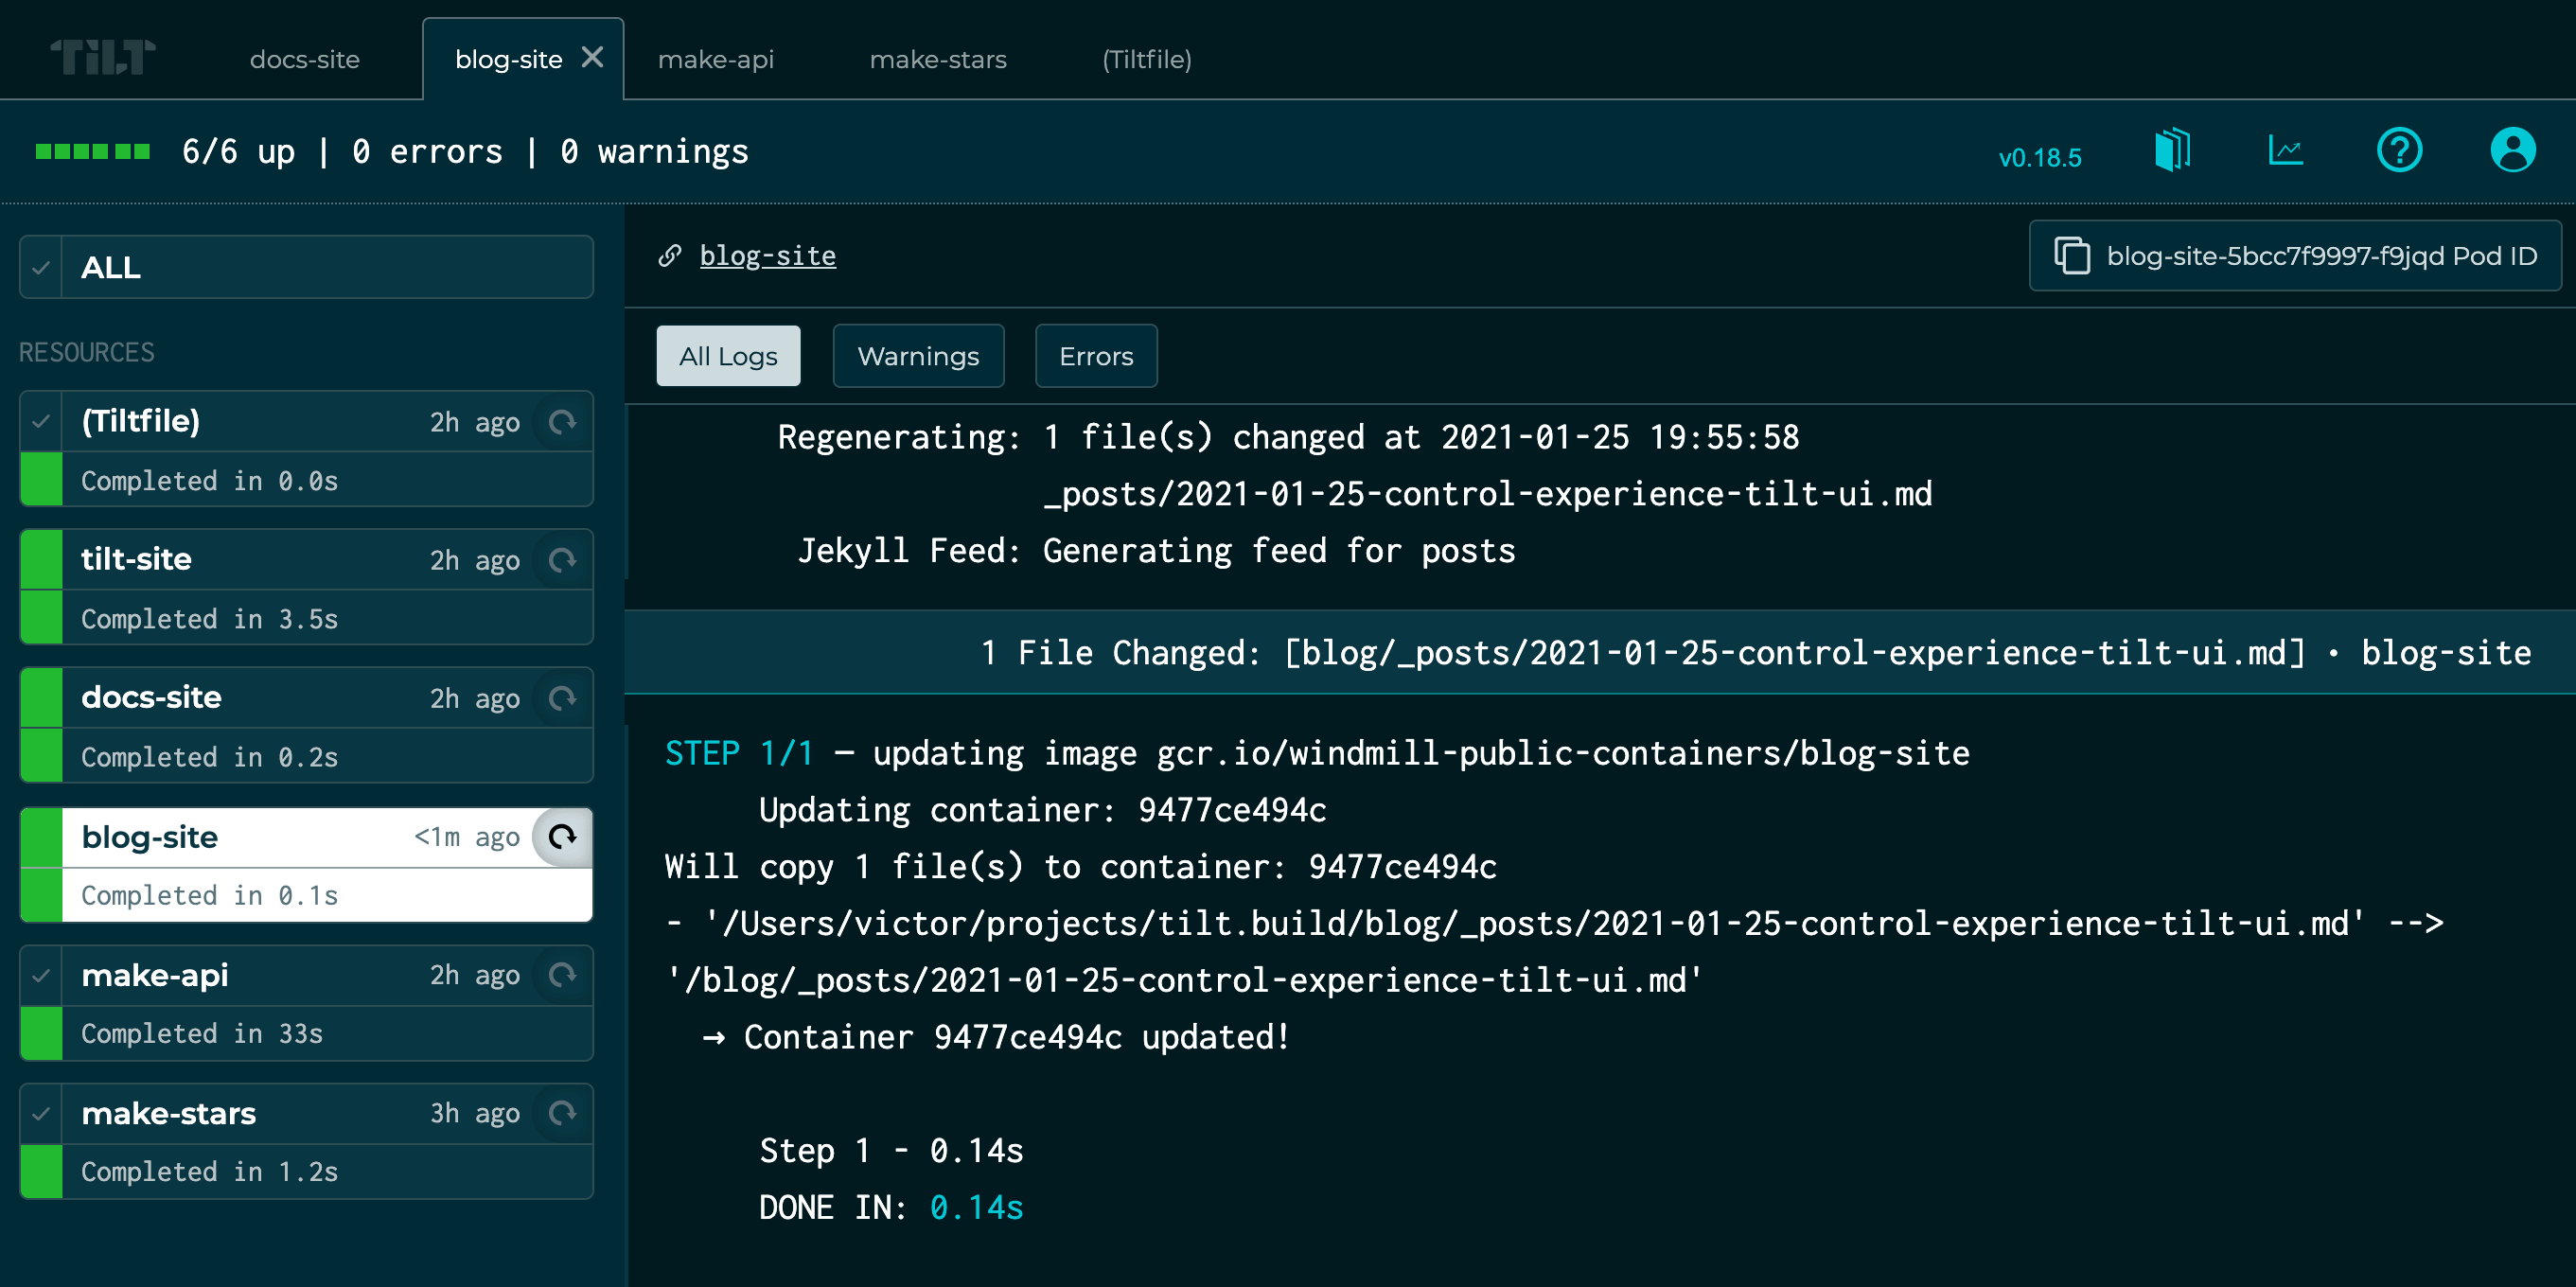 TiLT
docs-site
blog-site
make-api
make-stars
(Tiltfile)
6/6 up | 0 errors | 0 warnings
v0.18.5
ALL
RESOURCES
(Tiltfile) 2h ago
Completed in 0.0s
tilt-site 2h ago
Completed in 3.5s
docs-site 2h ago
Completed in 0.2s
blog-site <1m ago
Completed in 0.1s
make-api 2h ago
Completed in 33s
make-stars 3h ago
Completed in 1.2s
blog-site
blog-site-5bcc7f9997-f9jqd Pod ID
All Logs
Warnings
Errors
Regenerating: 1 file(s) changed at 2021-01-25 19:55:58
_posts/2021-01-25-control-experience-tilt-ui.md
Jekyll Feed: Generating feed for posts
1 File Changed: [blog/_posts/2021-01-25-control-experience-tilt-ui.md] • blog-site
STEP 1/1 — updating image gcr.io/windmill-public-containers/blog-site
Updating container: 9477ce494c
Will copy 1 file(s) to container: 9477ce494c
- '/Users/victor/projects/tilt.build/blog/_posts/2021-01-25-control-experience-tilt-ui.md' -->
'/blog/_posts/2021-01-25-control-experience-tilt-ui.md'
→ Container 9477ce494c updated!
Step 1 - 0.14s
DONE IN: 0.14s